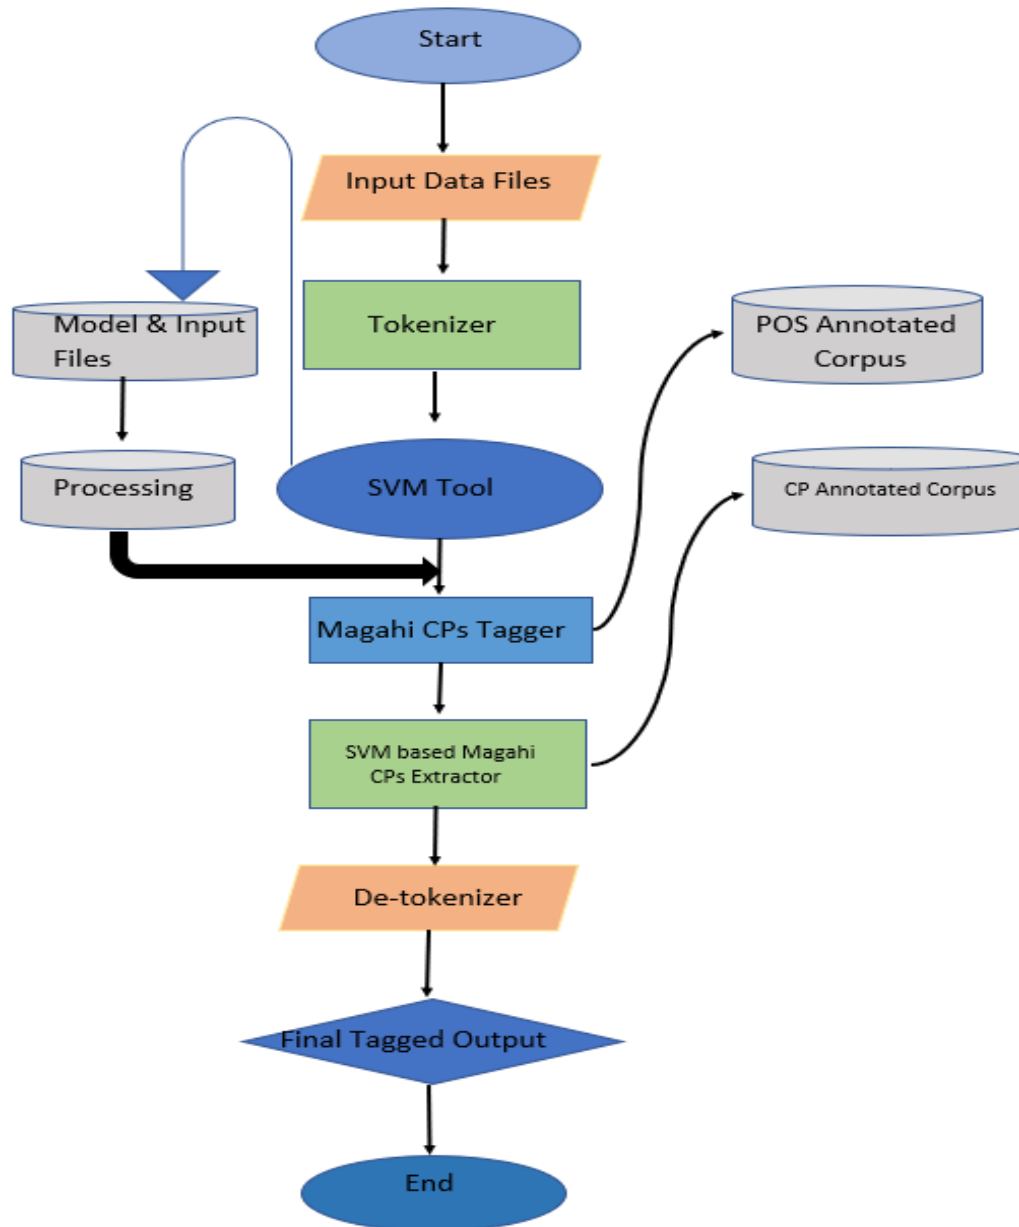 Start
Input Data Files
Tokenizer
Model & Input
Files
POS Annotated
Corpus
Processing
SVM Tool
CP Annotated Corpus
Magahi CPs Tagger
SVM based Magahi
CPs Extractor
De-tokenizer
Final Tagged Output
End